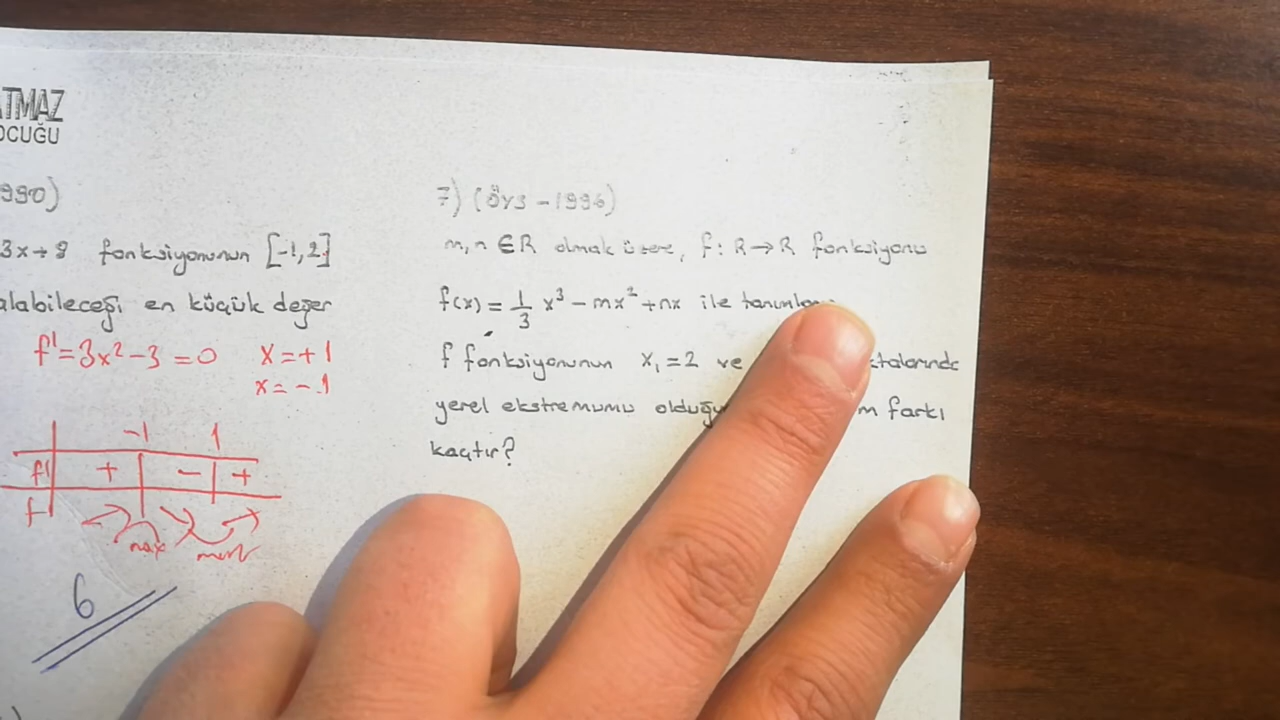 ATMAZ
OCUĞU
990)
3x+8 fonksiyonunun [-1,2]
alabileceği en küçük değer
f'=3x²-3=0 x=+1
x=-1
-1 1
f' + - +
f
max min
6
7) (ÖYS-1996)
m,n ∈R olmak üzere, f: R→R fonksiyonu
f(x)= 1/3 x³ - mx² + nx ile
f fonksiyonunun x₁=2 ve
yerel ekstremumu farkı
kaçtır?